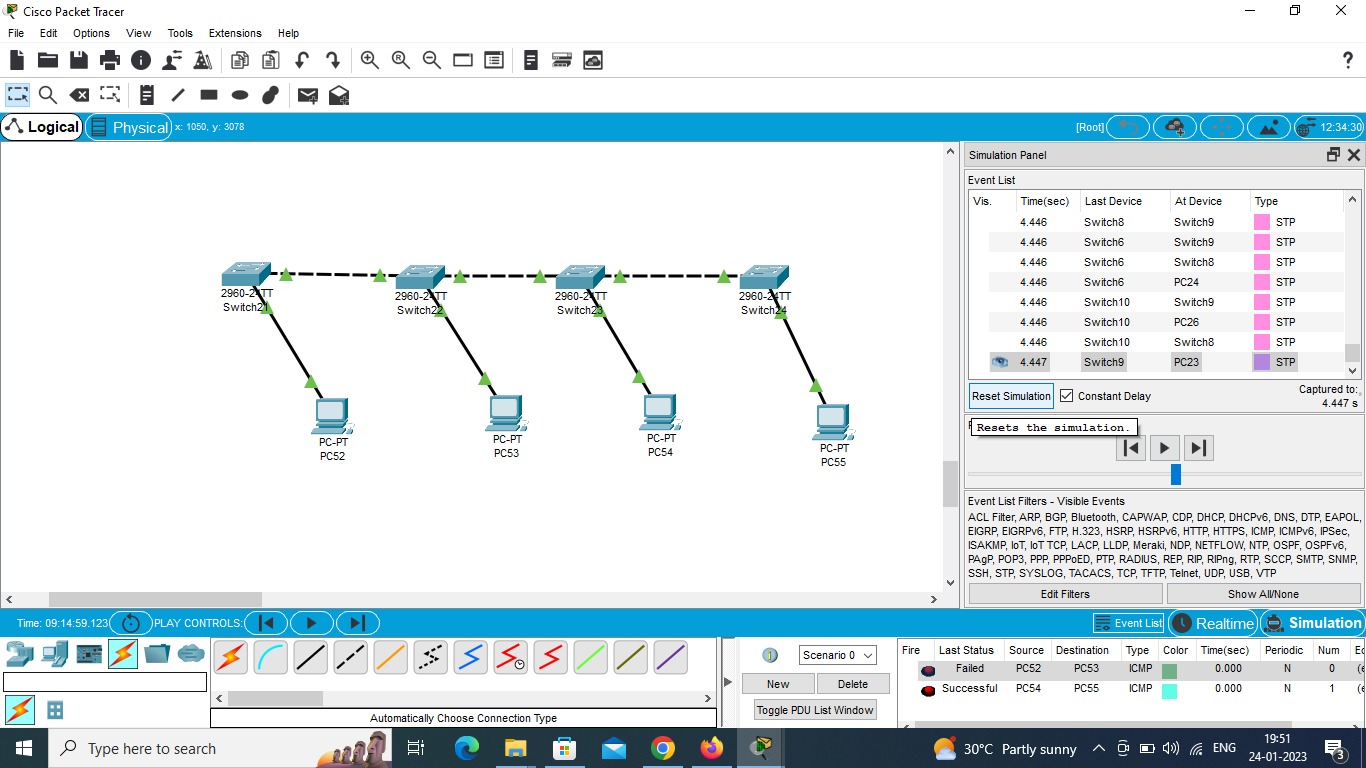 Cisco Packet Tracer
File Edit Options View Tools Extensions Help
?
Logical Physical x: 1050, y: 3078 [Root] 12:34:30
Simulation Panel
Event List
Vis. Time(sec) Last Device At Device Type
4.446 Switch8 Switch9 STP
4.446 Switch6 Switch9 STP
4.446 Switch6 Switch8 STP
4.446 Switch6 PC24 STP
4.446 Switch10 Switch9 STP
4.446 Switch10 PC26 STP
4.446 Switch10 Switch8 STP
4.447 Switch9 PC23 STP
Reset Simulation Constant Delay Captured to:
4.447 s
Resets the simulation.
2960-24TT
Switch21
2960-24TT
Switch22
2960-24TT
Switch23
2960-24TT
Switch24
PC-PT
PC52
PC-PT
PC53
PC-PT
PC54
PC-PT
PC55
Event List Filters - Visible Events
ACL Filter, ARP, BGP, Bluetooth, CAPWAP, CDP, DHCP, DHCPv6, DNS, DTP, EAPOL,
EIGRP, EIGRPv6, FTP, H.323, HSRP, HSRPv6, HTTP, HTTPS, ICMP, ICMPv6, IPSec,
ISAKMP, IoT, IoT TCP, LACP, LLDP, Meraki, NDP, NETFLOW, NTP, OSPF, OSPFv6,
PAgP, POP3, PPP, PPPoED, PTP, RADIUS, REP, RIP, RIPng, RTP, SCCP, SMTP, SNMP,
SSH, STP, SYSLOG, TACACS, TCP, TFTP, Telnet, UDP, USB, VTP
Edit Filters Show All/None
Time: 09:14:59.123 PLAY CONTROLS: Event List Realtime Simulation
Automatically Choose Connection Type
Scenario 0
New Delete
Toggle PDU List Window
Fire Last Status Source Destination Type Color Time(sec) Periodic Num Ec
Failed PC52 PC53 ICMP 0.000 N 0 (e
Successful PC54 PC55 ICMP 0.000 N 1 (e
Type here to search
30°C Partly sunny ENG 19:51
24-01-2023
3